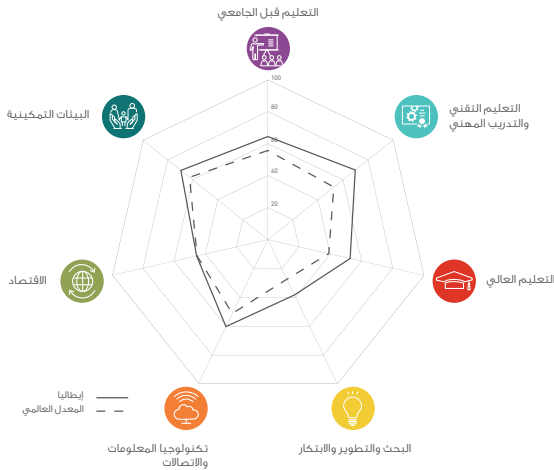 التعليم قبل الجامعي
100
80
60
40
20
التعليم التقني
والتدريب المهني
البيئات التمكينية
التعليم العالي
الاقتصاد
إيطاليا
المعدل العالمي
البحث والتطوير والابتكار
تكنولوجيا المعلومات
والاتصالات